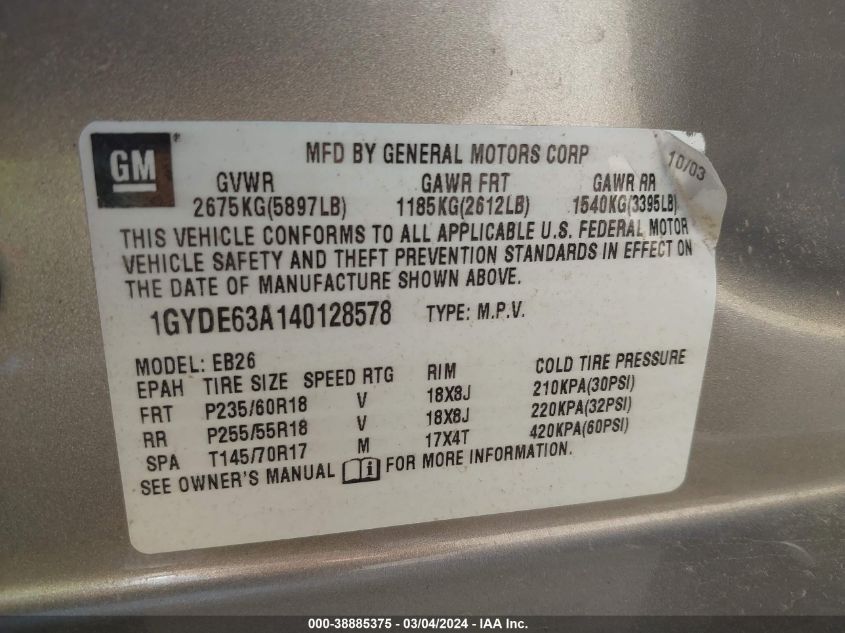 GM ® MFD BY GENERAL MOTORS CORP 10/03
GVWR GAWR FRT GAWR RR
2675KG(5897LB) 1185KG(2612LB) 1540KG(3395LB)
THIS VEHICLE CONFORMS TO ALL APPLICABLE U.S. FEDERAL MOTOR
VEHICLE SAFETY AND THEFT PREVENTION STANDARDS IN EFFECT ON
THE DATE OF MANUFACTURE SHOWN ABOVE.
1GYDE63A140128578 TYPE: M.P.V.
MODEL: EB26
EPAH TIRE SIZE SPEED RTG RIM COLD TIRE PRESSURE
FRT P235/60R18 V 18X8J 210KPA(30PSI)
RR P255/55R18 V 18X8J 220KPA(32PSI)
SPA T145/70R17 M 17X4T 420KPA(60PSI)
SEE OWNER'S MANUAL i FOR MORE INFORMATION.
000-38885375 - 03/04/2024 - IAA Inc.